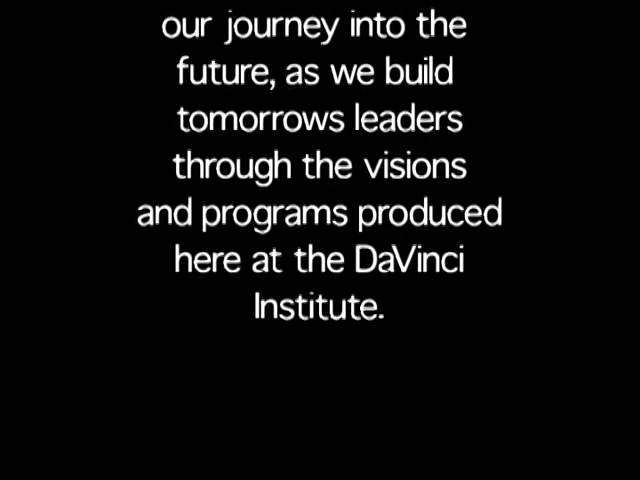 our journey into the
future, as we build
tomorrows leaders
through the visions
and programs produced
here at the DaVinci
Institute.